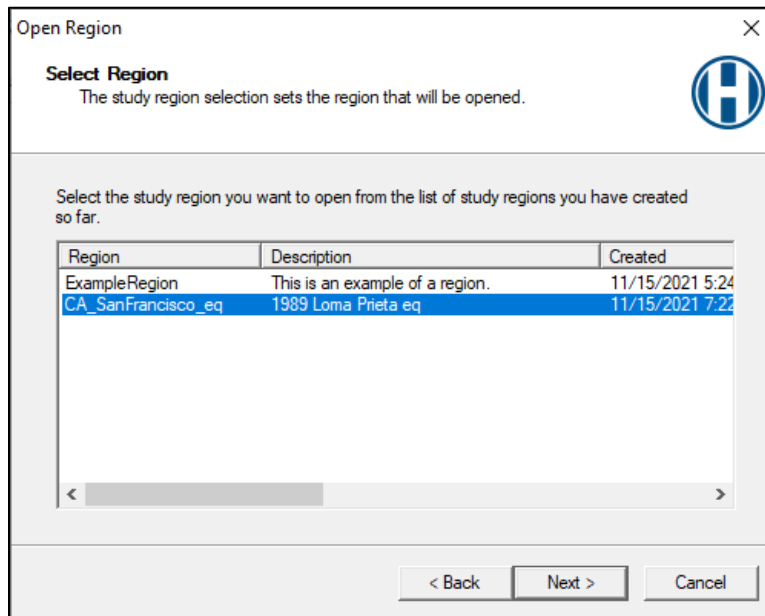 Open Region
Select Region
The study region selection sets the region that will be opened.
Select the study region you want to open from the list of study regions you have created
so far.
Region Description Created
ExampleRegion This is an example of a region. 11/15/2021 5:24
CA_SanFrancisco_eq 1989 Loma Prieta eq 11/15/2021 7:22
< Back Next > Cancel